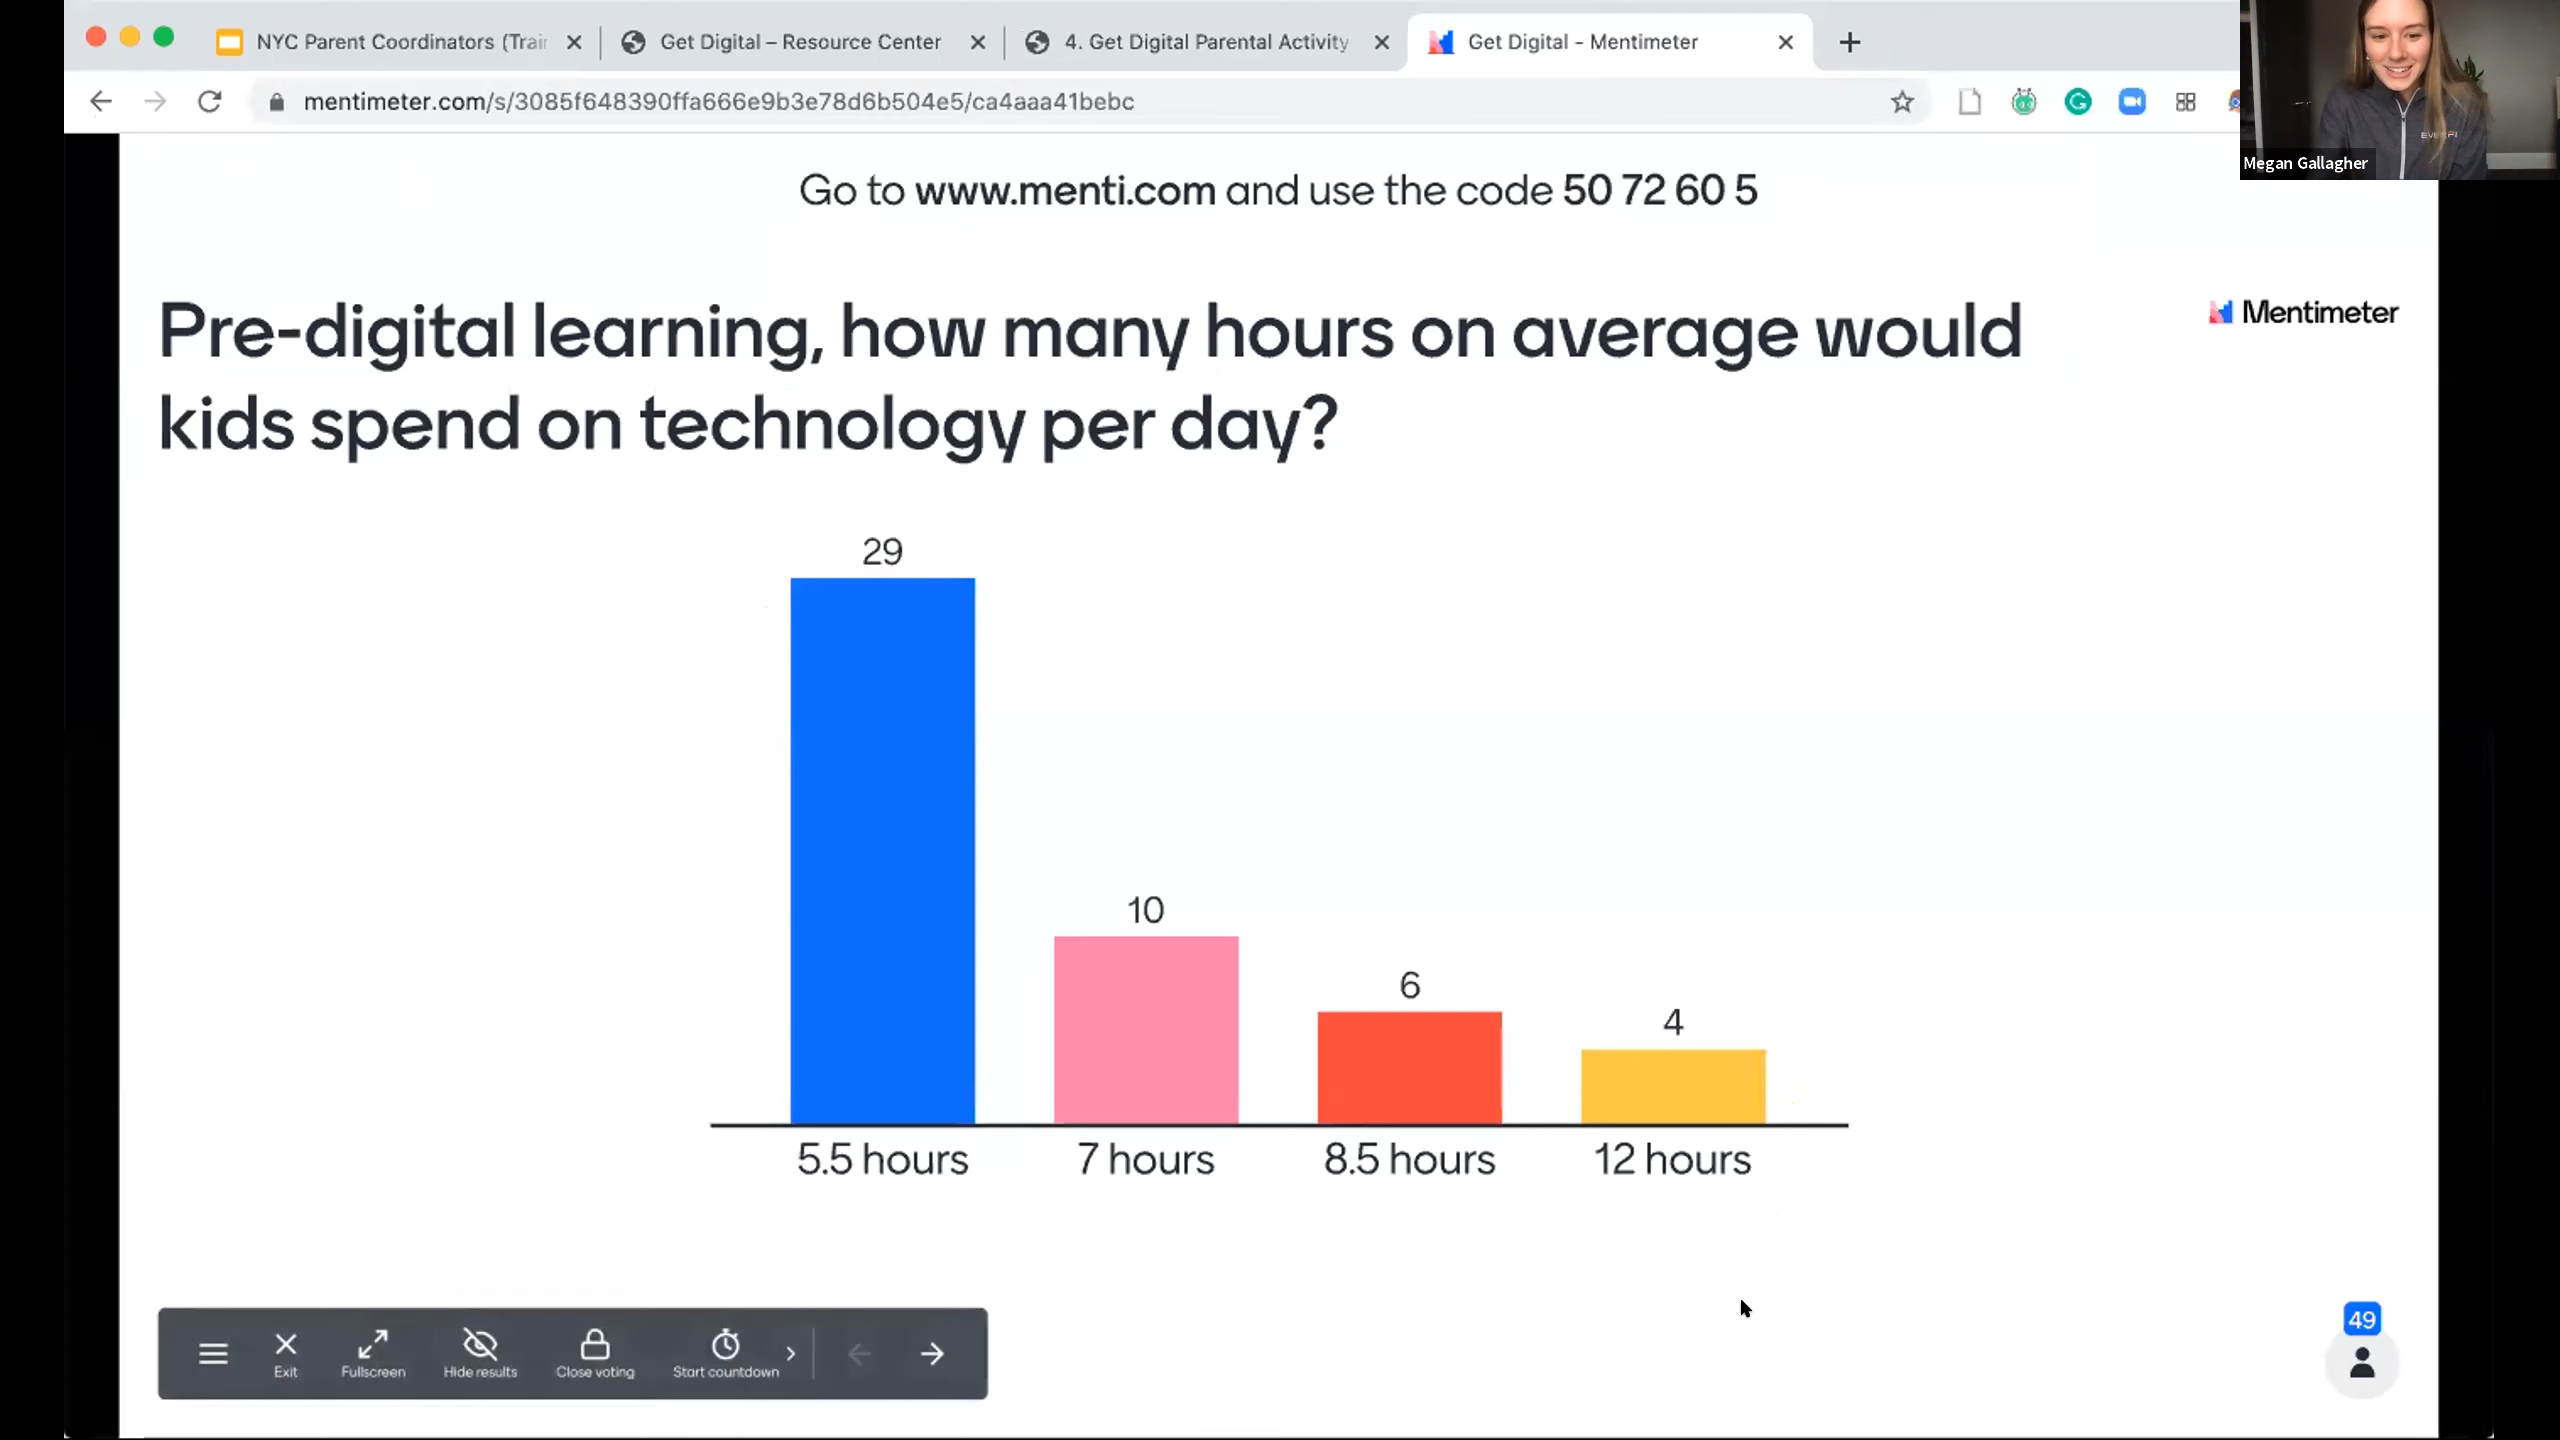 NYC Parent Coordinators (Trai
Get Digital – Resource Center
4. Get Digital Parental Activity
Get Digital - Mentimeter
mentimeter.com/s/3085f648390ffa666e9b3e78d6b504e5/ca4aaa41bebc
EVERFI
Megan Gallagher
Go to www.menti.com and use the code 50 72 60 5
Mentimeter
Pre-digital learning, how many hours on average would
kids spend on technology per day?
29
10
6
4
5.5 hours
7 hours
8.5 hours
12 hours
Exit
Fullscreen
Hide results
Close voting
Start countdown
49